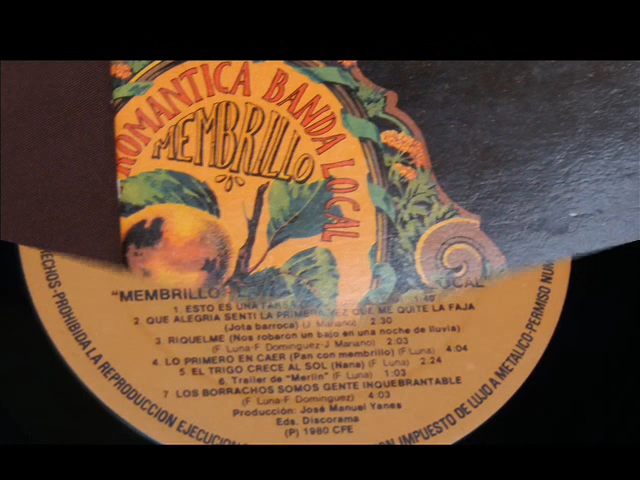 ROMANTICA BANDA LOCAL
MEMBRILLO
"MEMBRILLO
LOCAL"
1. ESTO ES UNA FARSA 1:40
2. QUE ALEGRIA SENTI LA PRIMERA VEZ QUE ME QUITE LA FAJA
(Jota barroca) (J Mariano) 2:30
3. RIQUELME (Nos robaron un bajo en una noche de lluvia)
(F Luna-F Dominguez-J Mariano) 2:03
4. LO PRIMERO EN CAER (Pan con membrillo) (F Luna) 4:04
5. EL TRIGO CRECE AL SOL (Nana) (F Luna) 2:24
6. Trailer de "Merlin" (F Luna) 1:03
7 LOS BORRACHOS SOMOS GENTE INQUEBRANTABLE
(F Luna-F Dominguez) 4:03
Producción: José Manuel Yanes
Eds. Discorama
(P) 1980 CFE
DERECHOS-PROHIBIDA LA REPRODUCCION EJECUCION
IMPUESTO DE LUJO A METALICO-PERMISO NUM